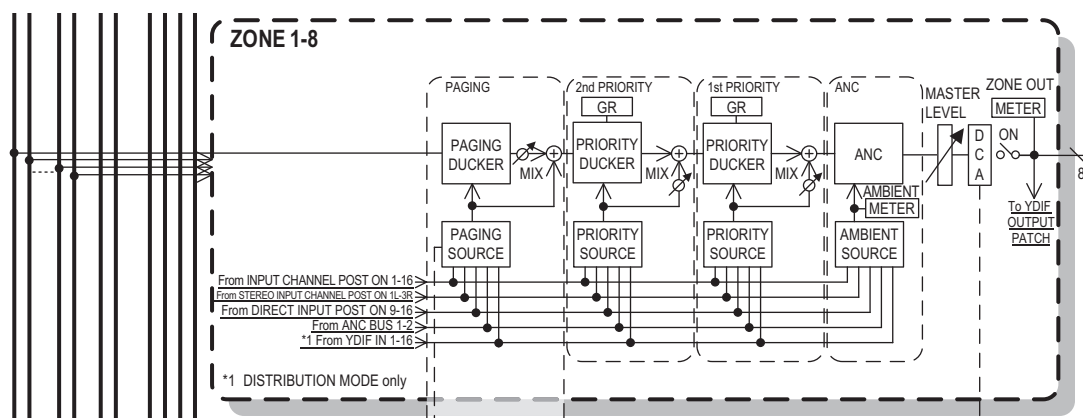 ZONE 1-8
PAGING
2nd PRIORITY
1st PRIORITY
ANC
GR
GR
MASTER
LEVEL
ZONE OUT
METER
PAGING
DUCKER
MIX
PRIORITY
DUCKER
MIX
PRIORITY
DUCKER
MIX
ANC
D
C
A
ON
8
AMBIENT
METER
To YDIF
OUTPUT
PATCH
PAGING
SOURCE
PRIORITY
SOURCE
PRIORITY
SOURCE
AMBIENT
SOURCE
From INPUT CHANNEL POST ON 1-16
From STEREO INPUT CHANNEL POST ON 1L-3R
From DIRECT INPUT POST ON 9-16
From ANC BUS 1-2
*1 From YDIF IN 1-16
*1 DISTRIBUTION MODE only